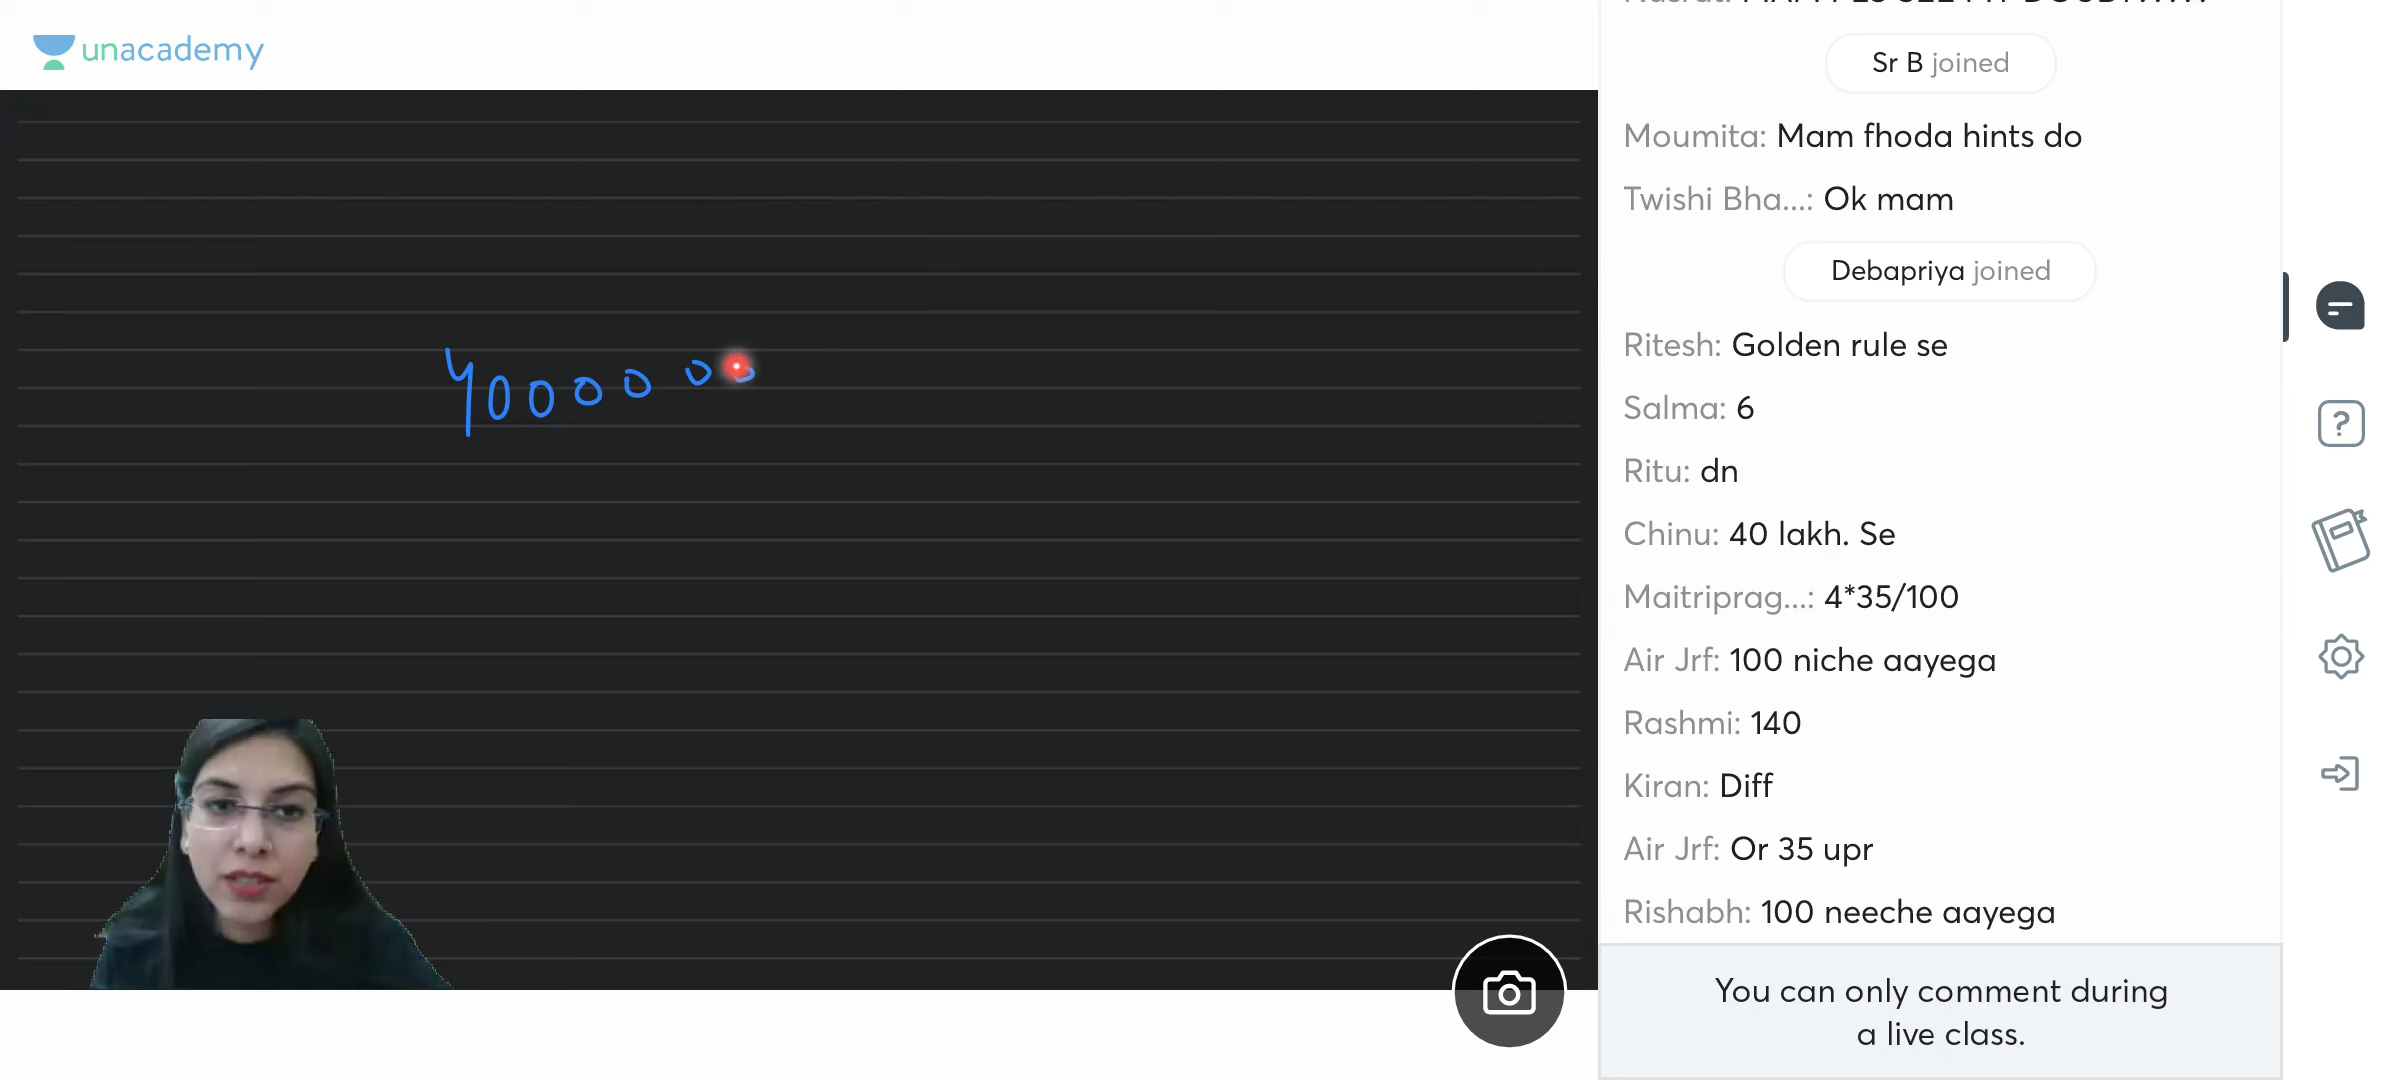 unacademy
4000000
Sr B joined
Moumita: Mam fhoda hints do
Twishi Bha...: Ok mam
Debapriya joined
Ritesh: Golden rule se
Salma: 6
Ritu: dn
Chinu: 40 lakh. Se
Maitriprag...: 4*35/100
Air Jrf: 100 niche aayega
Rashmi: 140
Kiran: Diff
Air Jrf: Or 35 upr
Rishabh: 100 neeche aayega
You can only comment during
a live class.
?